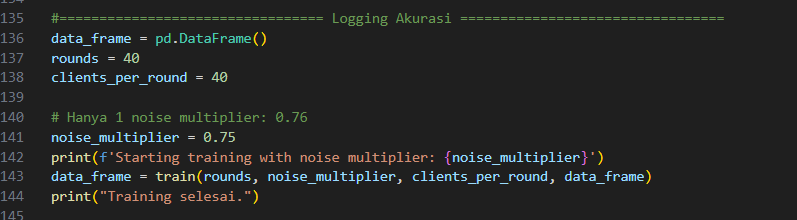 134
135 #================================= Logging Akurasi =================================
136 data_frame = pd.DataFrame()
137 rounds = 40
138 clients_per_round = 40
139
140 # Hanya 1 noise multiplier: 0.76
141 noise_multiplier = 0.75
142 print(f'Starting training with noise multiplier: {noise_multiplier}')
143 data_frame = train(rounds, noise_multiplier, clients_per_round, data_frame)
144 print("Training selesai.")
145